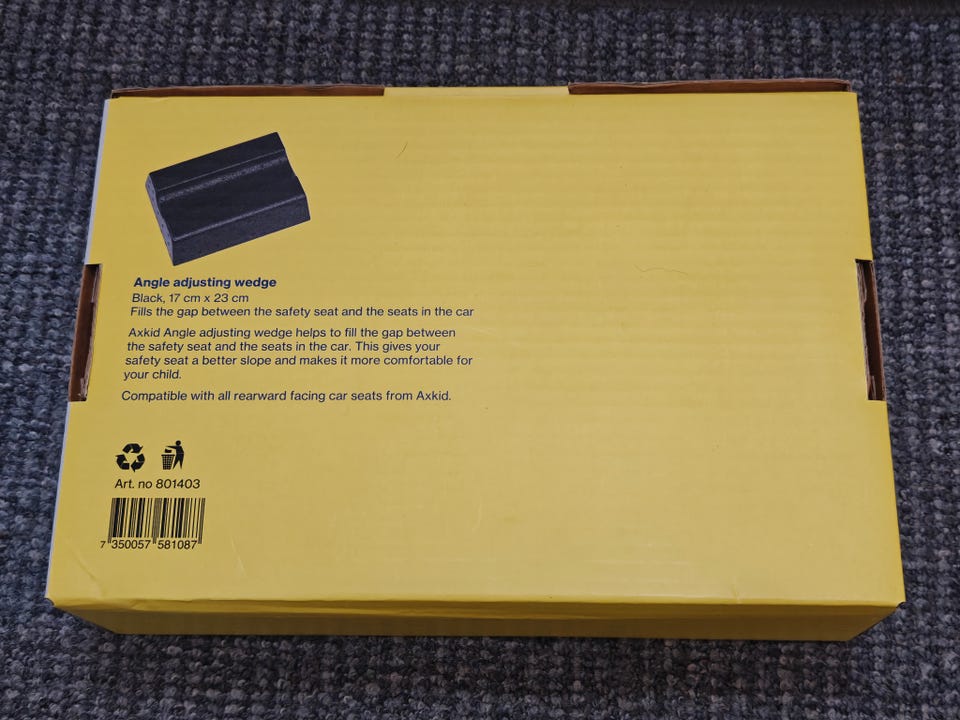 Angle adjusting wedge
Black, 17 cm x 23 cm
Fills the gap between the safety seat and the seats in the car
Axkid Angle adjusting wedge helps to fill the gap between
the safety seat and the seats in the car. This gives your
safety seat a better slope and makes it more comfortable for
your child.
Compatible with all rearward facing car seats from Axkid.
Art. no 801403
7 350057 581087